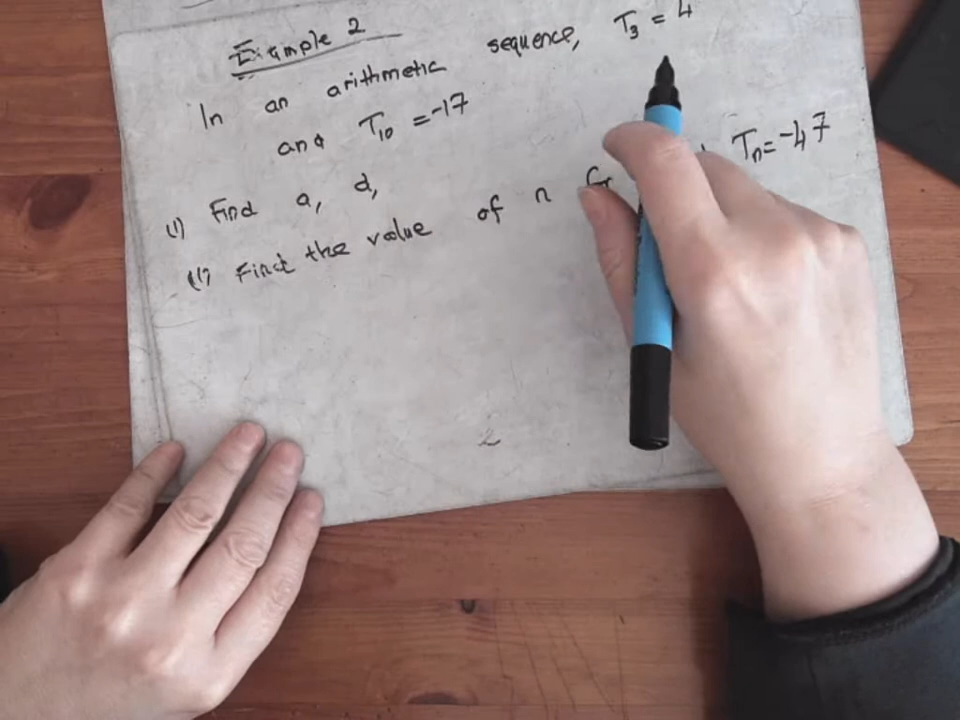 Example 2
In an arithmetic sequence, T₃ = 4
and T₁₀ = -17
(i) Find a, d,
(ii) Find the value of n Tₙ = -47